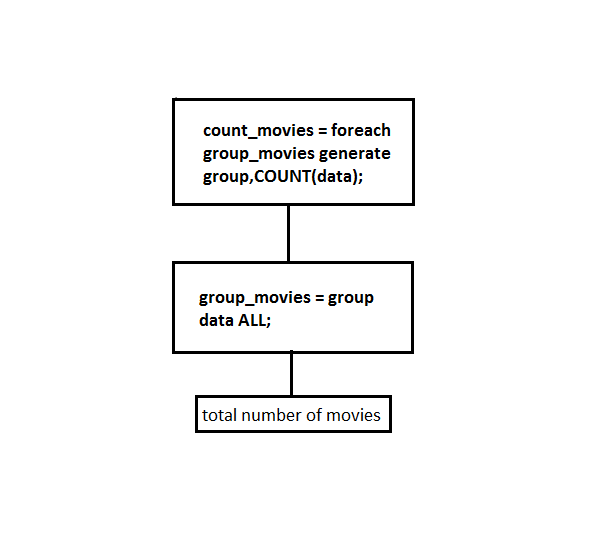 count_movies = foreach
group_movies generate
group,COUNT(data);
group_movies = group
data ALL;
total number of movies